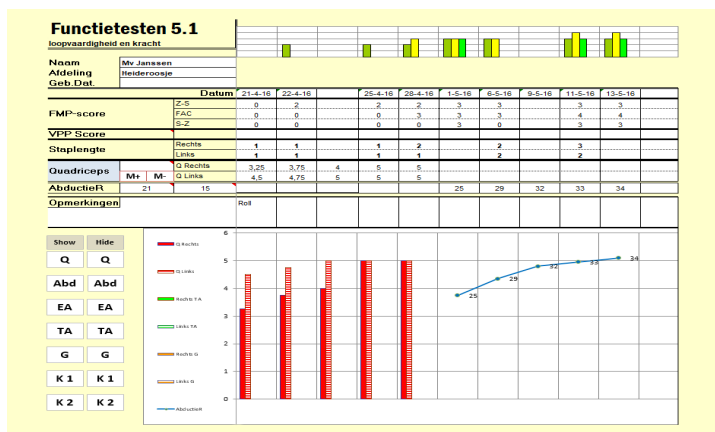 Functietesten 5.1
loopvaardigheid en kracht
Naam Mv Janssen
Afdeling Heideroosje
Geb.Dat.
Datum 21-4-16 22-4-16 25-4-16 28-4-16 1-5-16 6-5-16 9-5-16 11-5-16 13-5-16
FMP-score
Z-S 0 2 2 2 3 3 3 3
FAC 0 0 0 3 3 3 4 4
S-Z 0 0 0 0 3 0 3 3
VPP Score
Staplengte
Rechts 1 1 1 2 2 3
Links 1 1 1 2 2 2
Quadriceps M+ M-
Q Rechts 3,25 3,75 4 5 5
Q Links 4,5 4,75 5 5 5
AbductieR 21 15 25 29 32 33 34
Opmerkingen Roll
Show Hide
Q Q
Abd Abd
EA EA
TA TA
G G
K 1 K 1
K 2 K 2
Q Rechts
Q Links
Rechts TA
Links TA
Rechts G
Links G
AbductieR
6
5
4
3
2
1
0
25 29 32 33 34